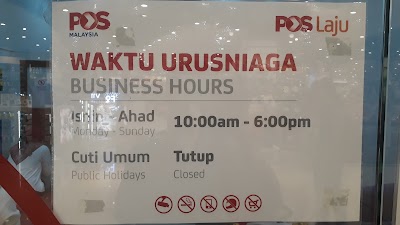 POS
MALAYSIA
POS Laju
WAKTU URUSNIAGA
BUSINESS HOURS
Isnin - Ahad 10:00am - 6:00pm
Monday - Sunday
Cuti Umum Tutup
Public Holidays Closed